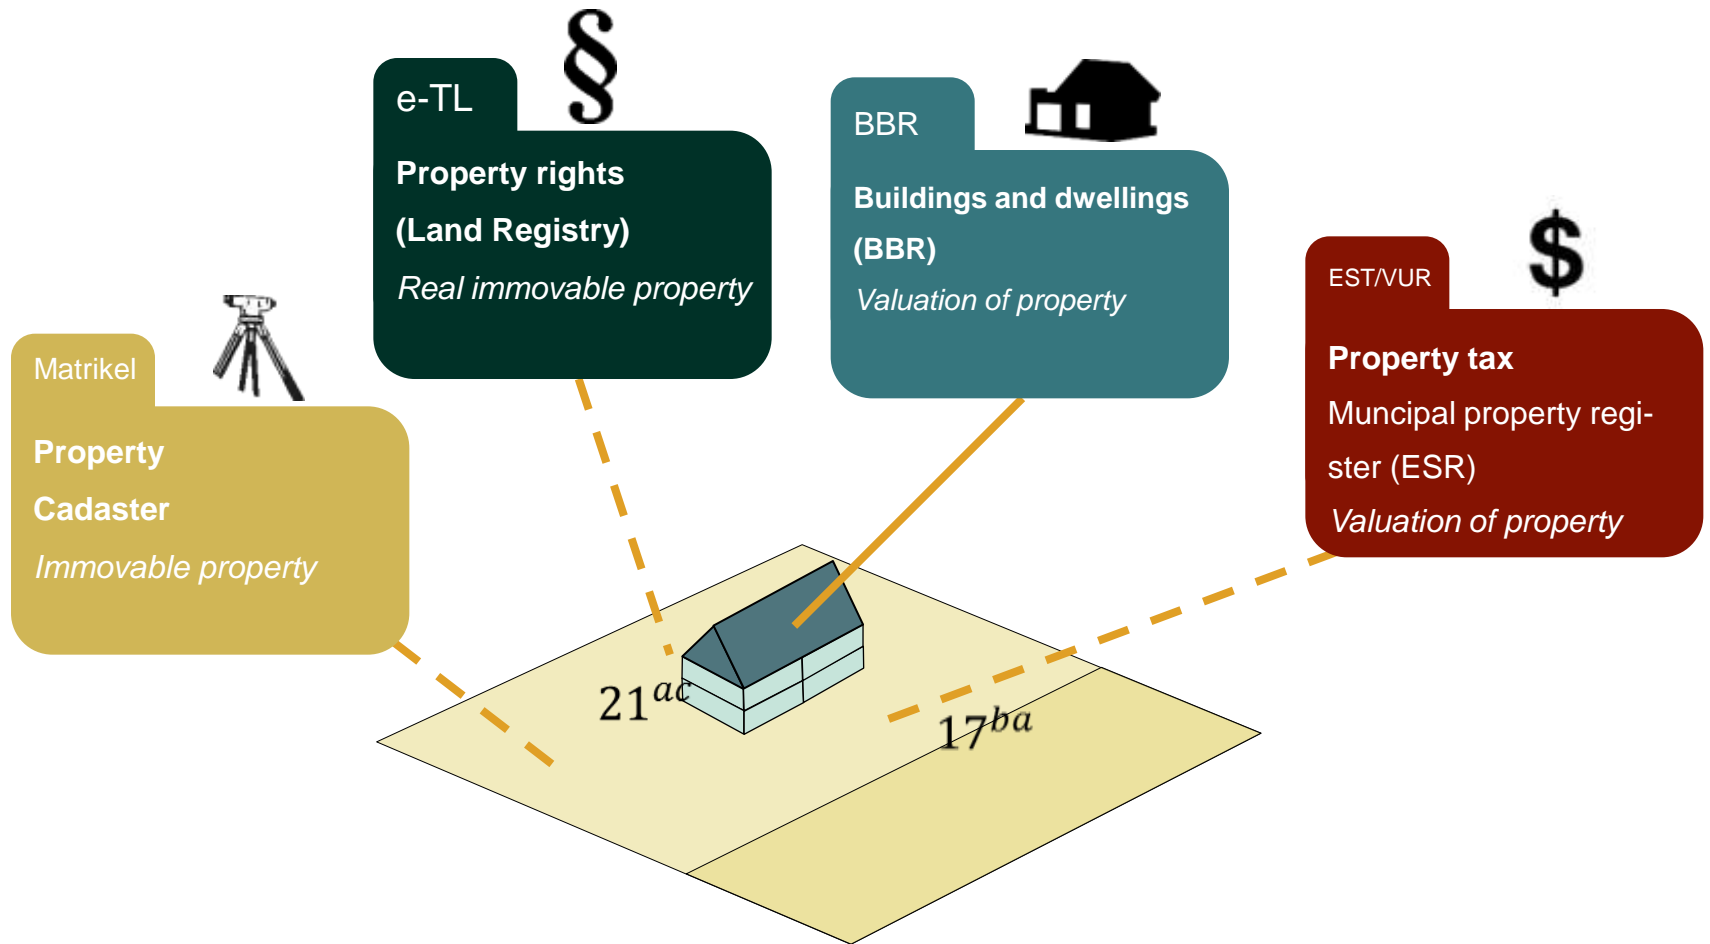 §
e-TL
Property rights
(Land Registry)
Real immovable property
BBR
Buildings and dwellings
(BBR)
Valuation of property
$
EST/VUR
Property tax
Muncipal property regi-
ster (ESR)
Valuation of property
Matrikel
Property
Cadaster
Immovable property
21ᵃᶜ
17ᵇᵃ